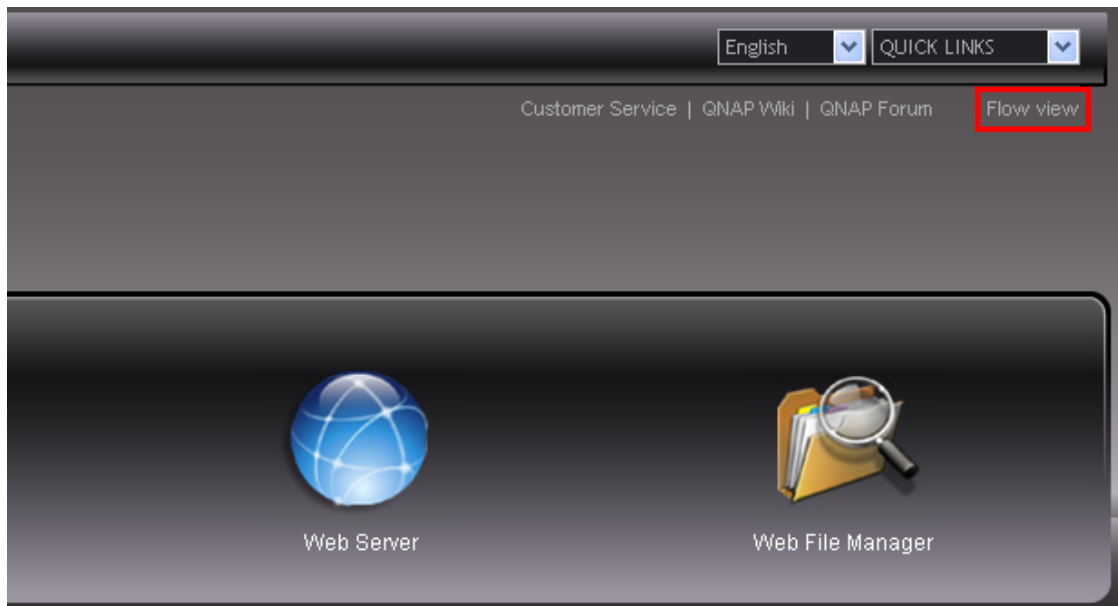 English QUICK LINKS
Customer Service | QNAP Wiki | QNAP Forum Flow view
Web Server Web File Manager